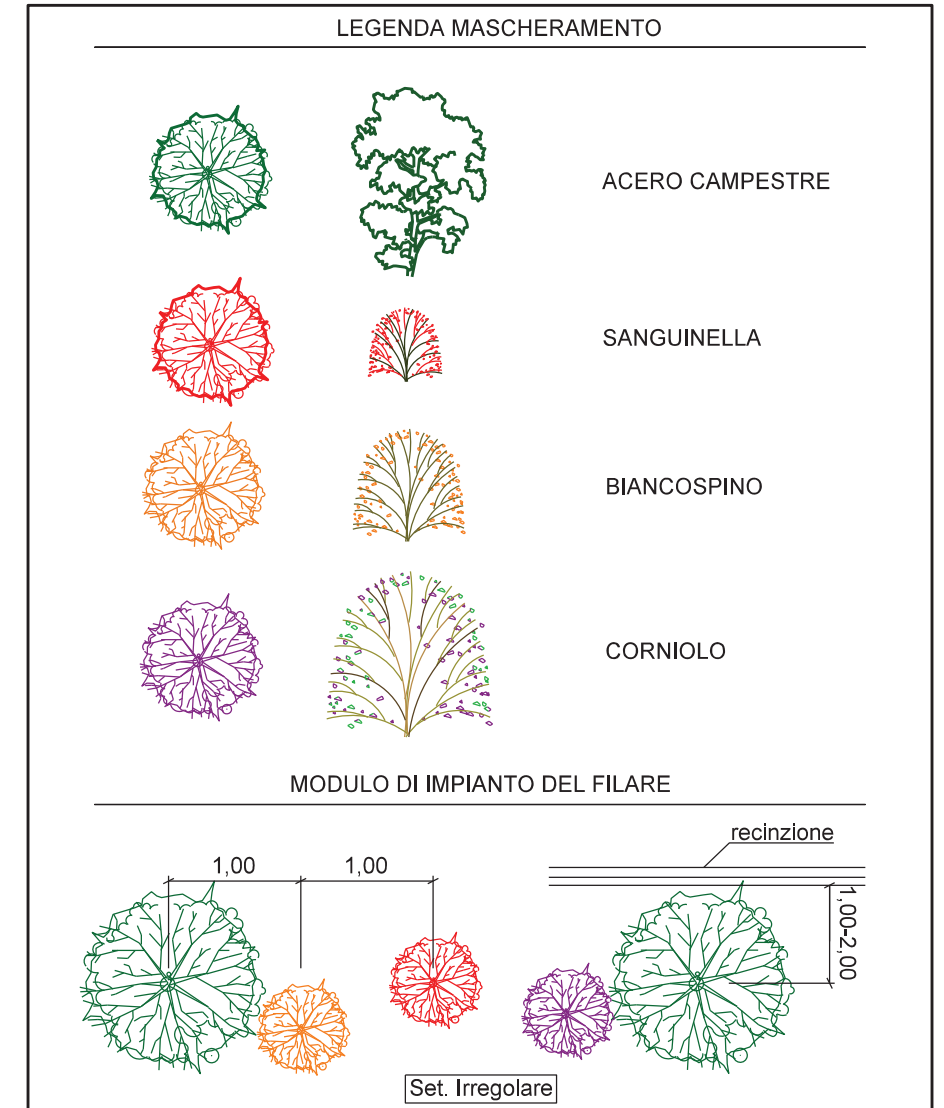 LEGENDA MASCHERAMENTO
ACERO CAMPESTRE
SANGUINELLA
BIANCOSPINO
CORNIOLO
MODULO DI IMPIANTO DEL FILARE
recinzione
1,00
1,00
1,00-2,00
Set. Irregolare